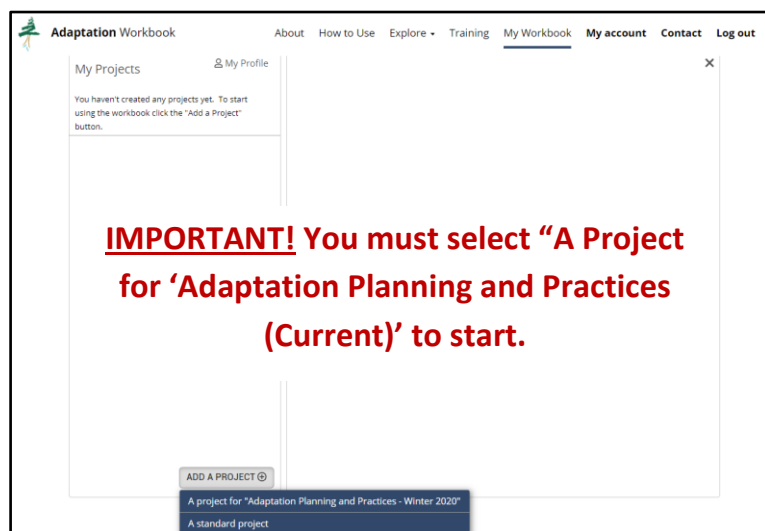 Adaptation Workbook
About How to Use Explore Training My Workbook My account Contact Log out
My Projects
My Profile
You haven't created any projects yet. To start
using the workbook click the "Add a Project"
button.
IMPORTANT! You must select “A Project
for ‘Adaptation Planning and Practices
(Current)’ to start.
ADD A PROJECT
A project for "Adaptation Planning and Practices - Winter 2020"
A standard project